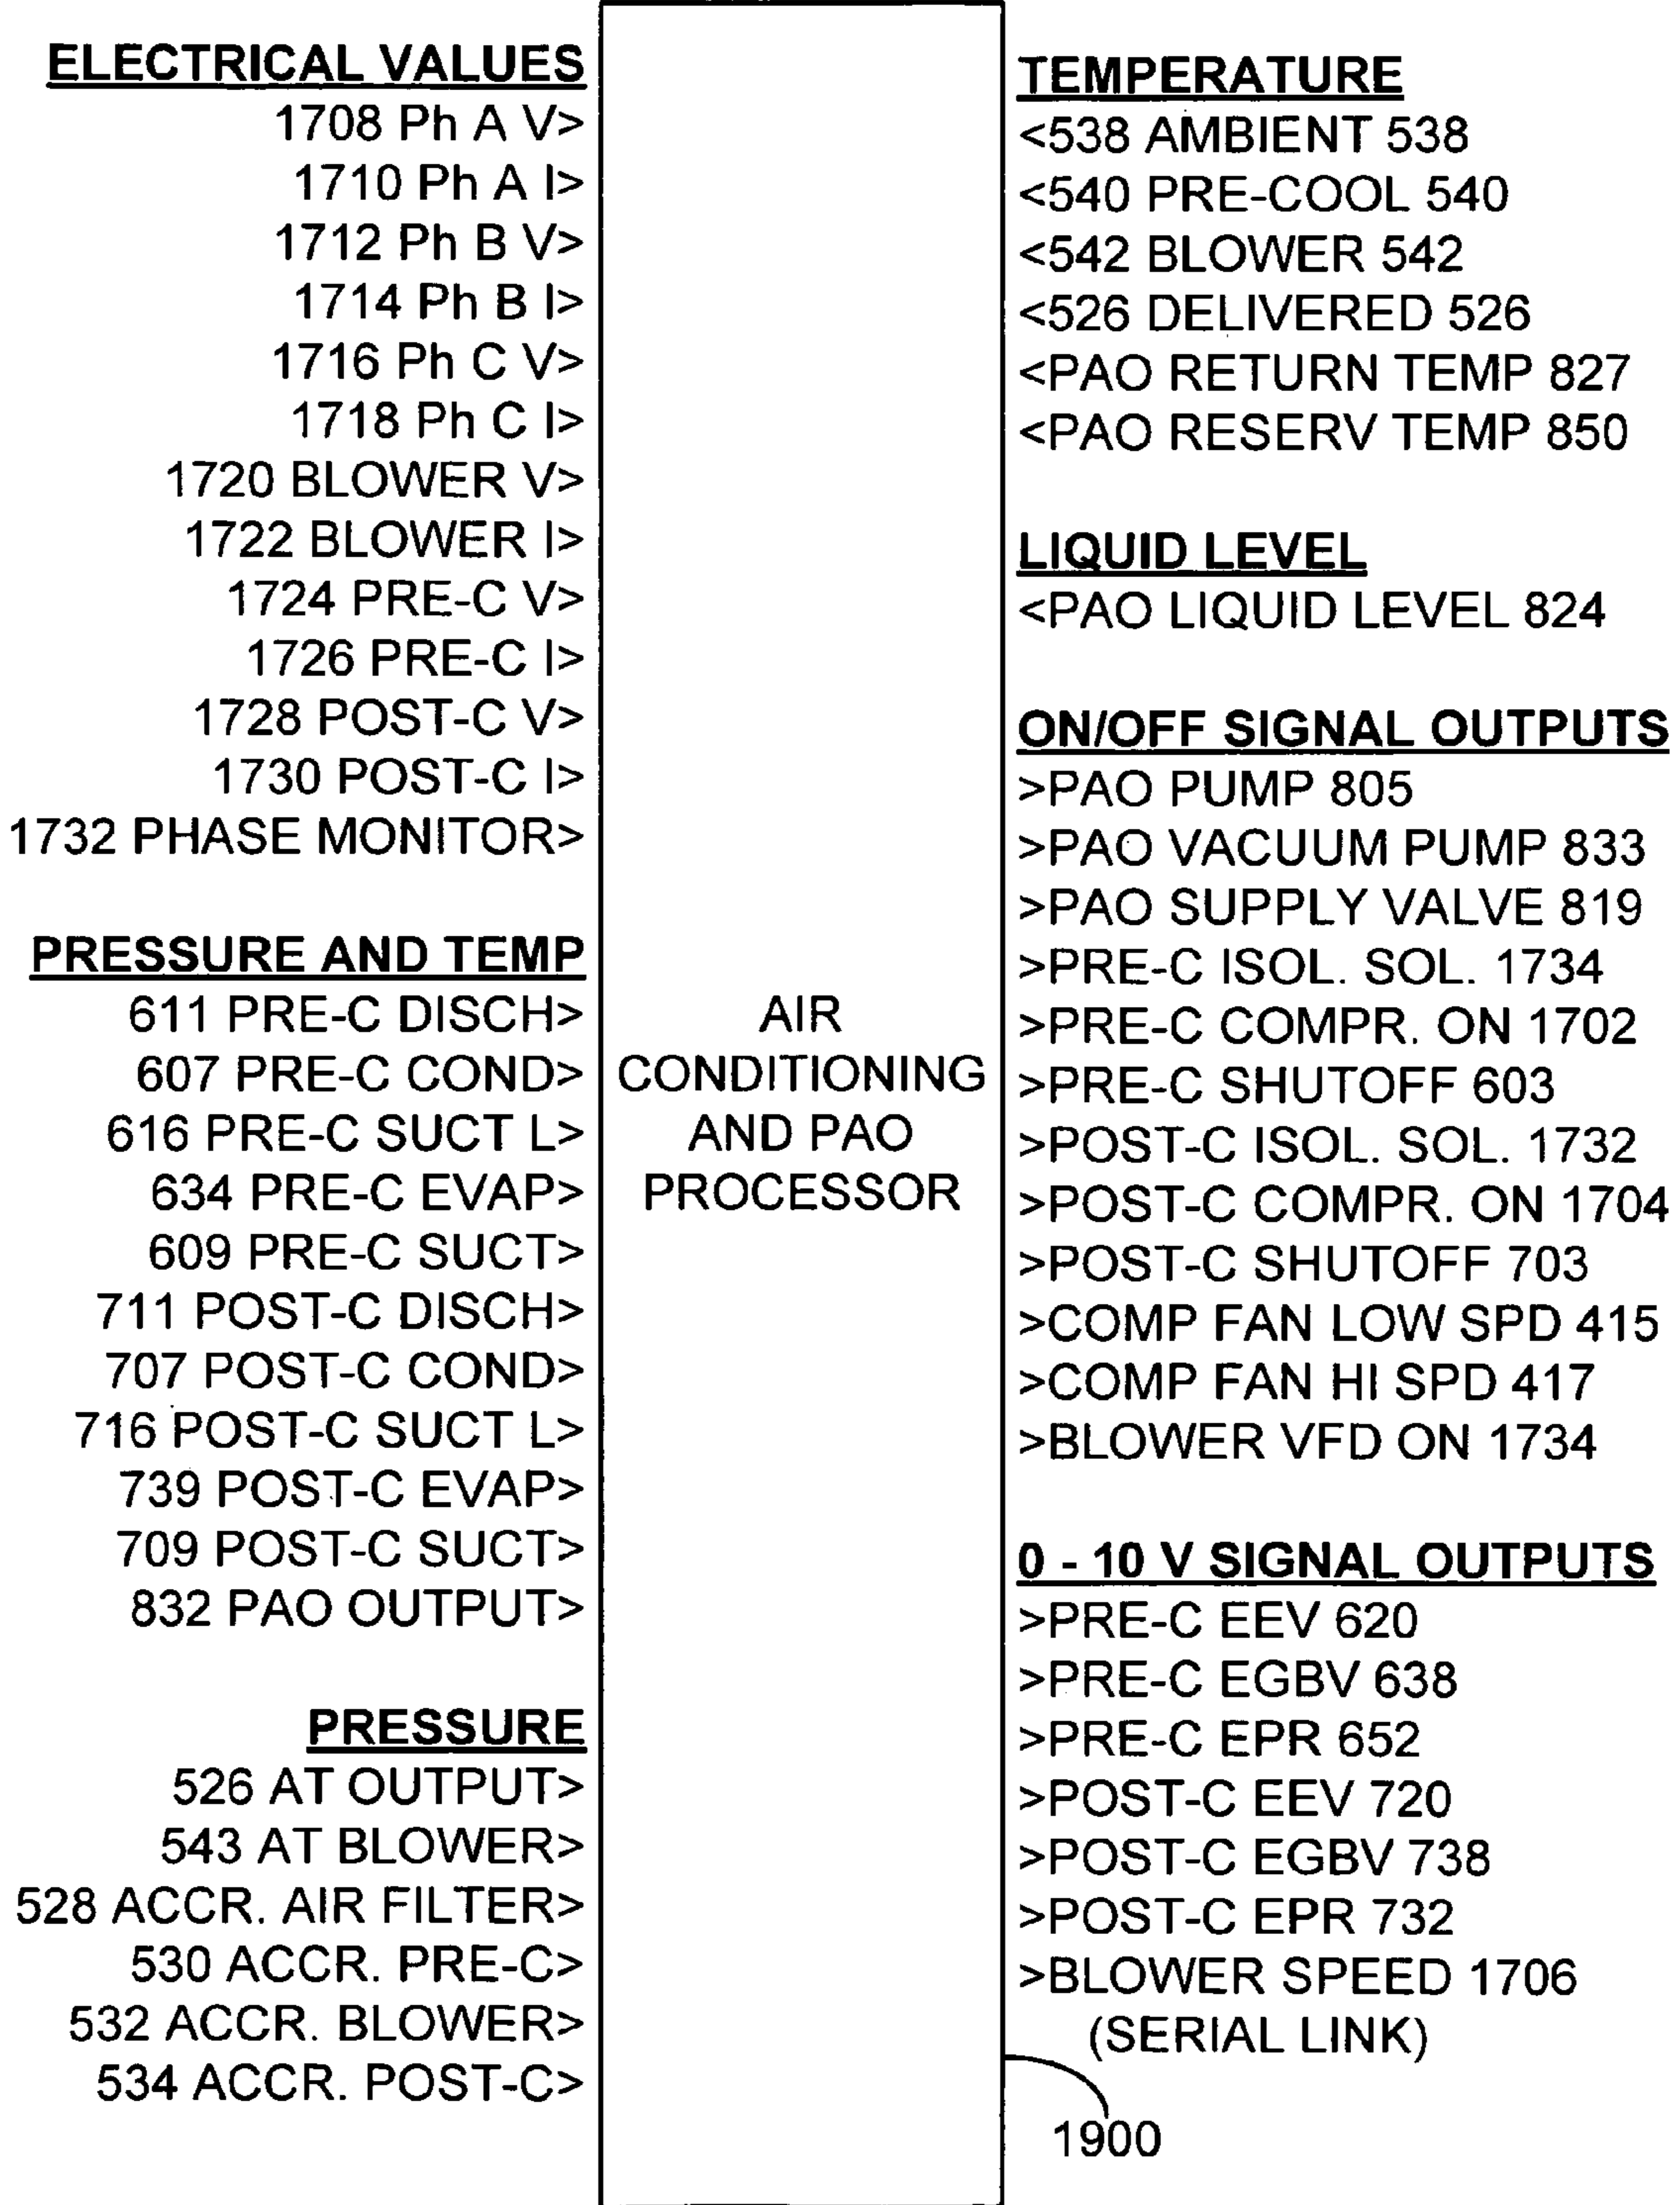 ELECTRICAL VALUES
1708 Ph A V>
1710 Ph A I>
1712 Ph B V>
1714 Ph B I>
1716 Ph C V>
1718 Ph C I>
1720 BLOWER V>
1722 BLOWER I>
1724 PRE-C V>
1726 PRE-C I>
1728 POST-C V>
1730 POST-C I>
1732 PHASE MONITOR>
PRESSURE AND TEMP
611 PRE-C DISCH>
607 PRE-C COND>
616 PRE-C SUCT L>
634 PRE-C EVAP>
609 PRE-C SUCT>
711 POST-C DISCH>
707 POST-C COND>
716 POST-C SUCT L>
739 POST-C EVAP>
709 POST-C SUCT>
832 PAO OUTPUT>
PRESSURE
526 AT OUTPUT>
543 AT BLOWER>
528 ACCR. AIR FILTER>
530 ACCR. PRE-C>
532 ACCR. BLOWER>
534 ACCR. POST-C>
AIR
CONDITIONING
AND PAO
PROCESSOR
TEMPERATURE
<538 AMBIENT 538
<540 PRE-COOL 540
<542 BLOWER 542
<526 DELIVERED 526
<PAO RETURN TEMP 827
<PAO RESERV TEMP 850
LIQUID LEVEL
<PAO LIQUID LEVEL 824
ON/OFF SIGNAL OUTPUTS
>PAO PUMP 805
>PAO VACUUM PUMP 833
>PAO SUPPLY VALVE 819
>PRE-C ISOL. SOL. 1734
>PRE-C COMPR. ON 1702
>PRE-C SHUTOFF 603
>POST-C ISOL. SOL. 1732
>POST-C COMPR. ON 1704
>POST-C SHUTOFF 703
>COMP FAN LOW SPD 415
>COMP FAN HI SPD 417
>BLOWER VFD ON 1734
0 - 10 V SIGNAL OUTPUTS
>PRE-C EEV 620
>PRE-C EGBV 638
>PRE-C EPR 652
>POST-C EEV 720
>POST-C EGBV 738
>POST-C EPR 732
>BLOWER SPEED 1706
(SERIAL LINK)
1900